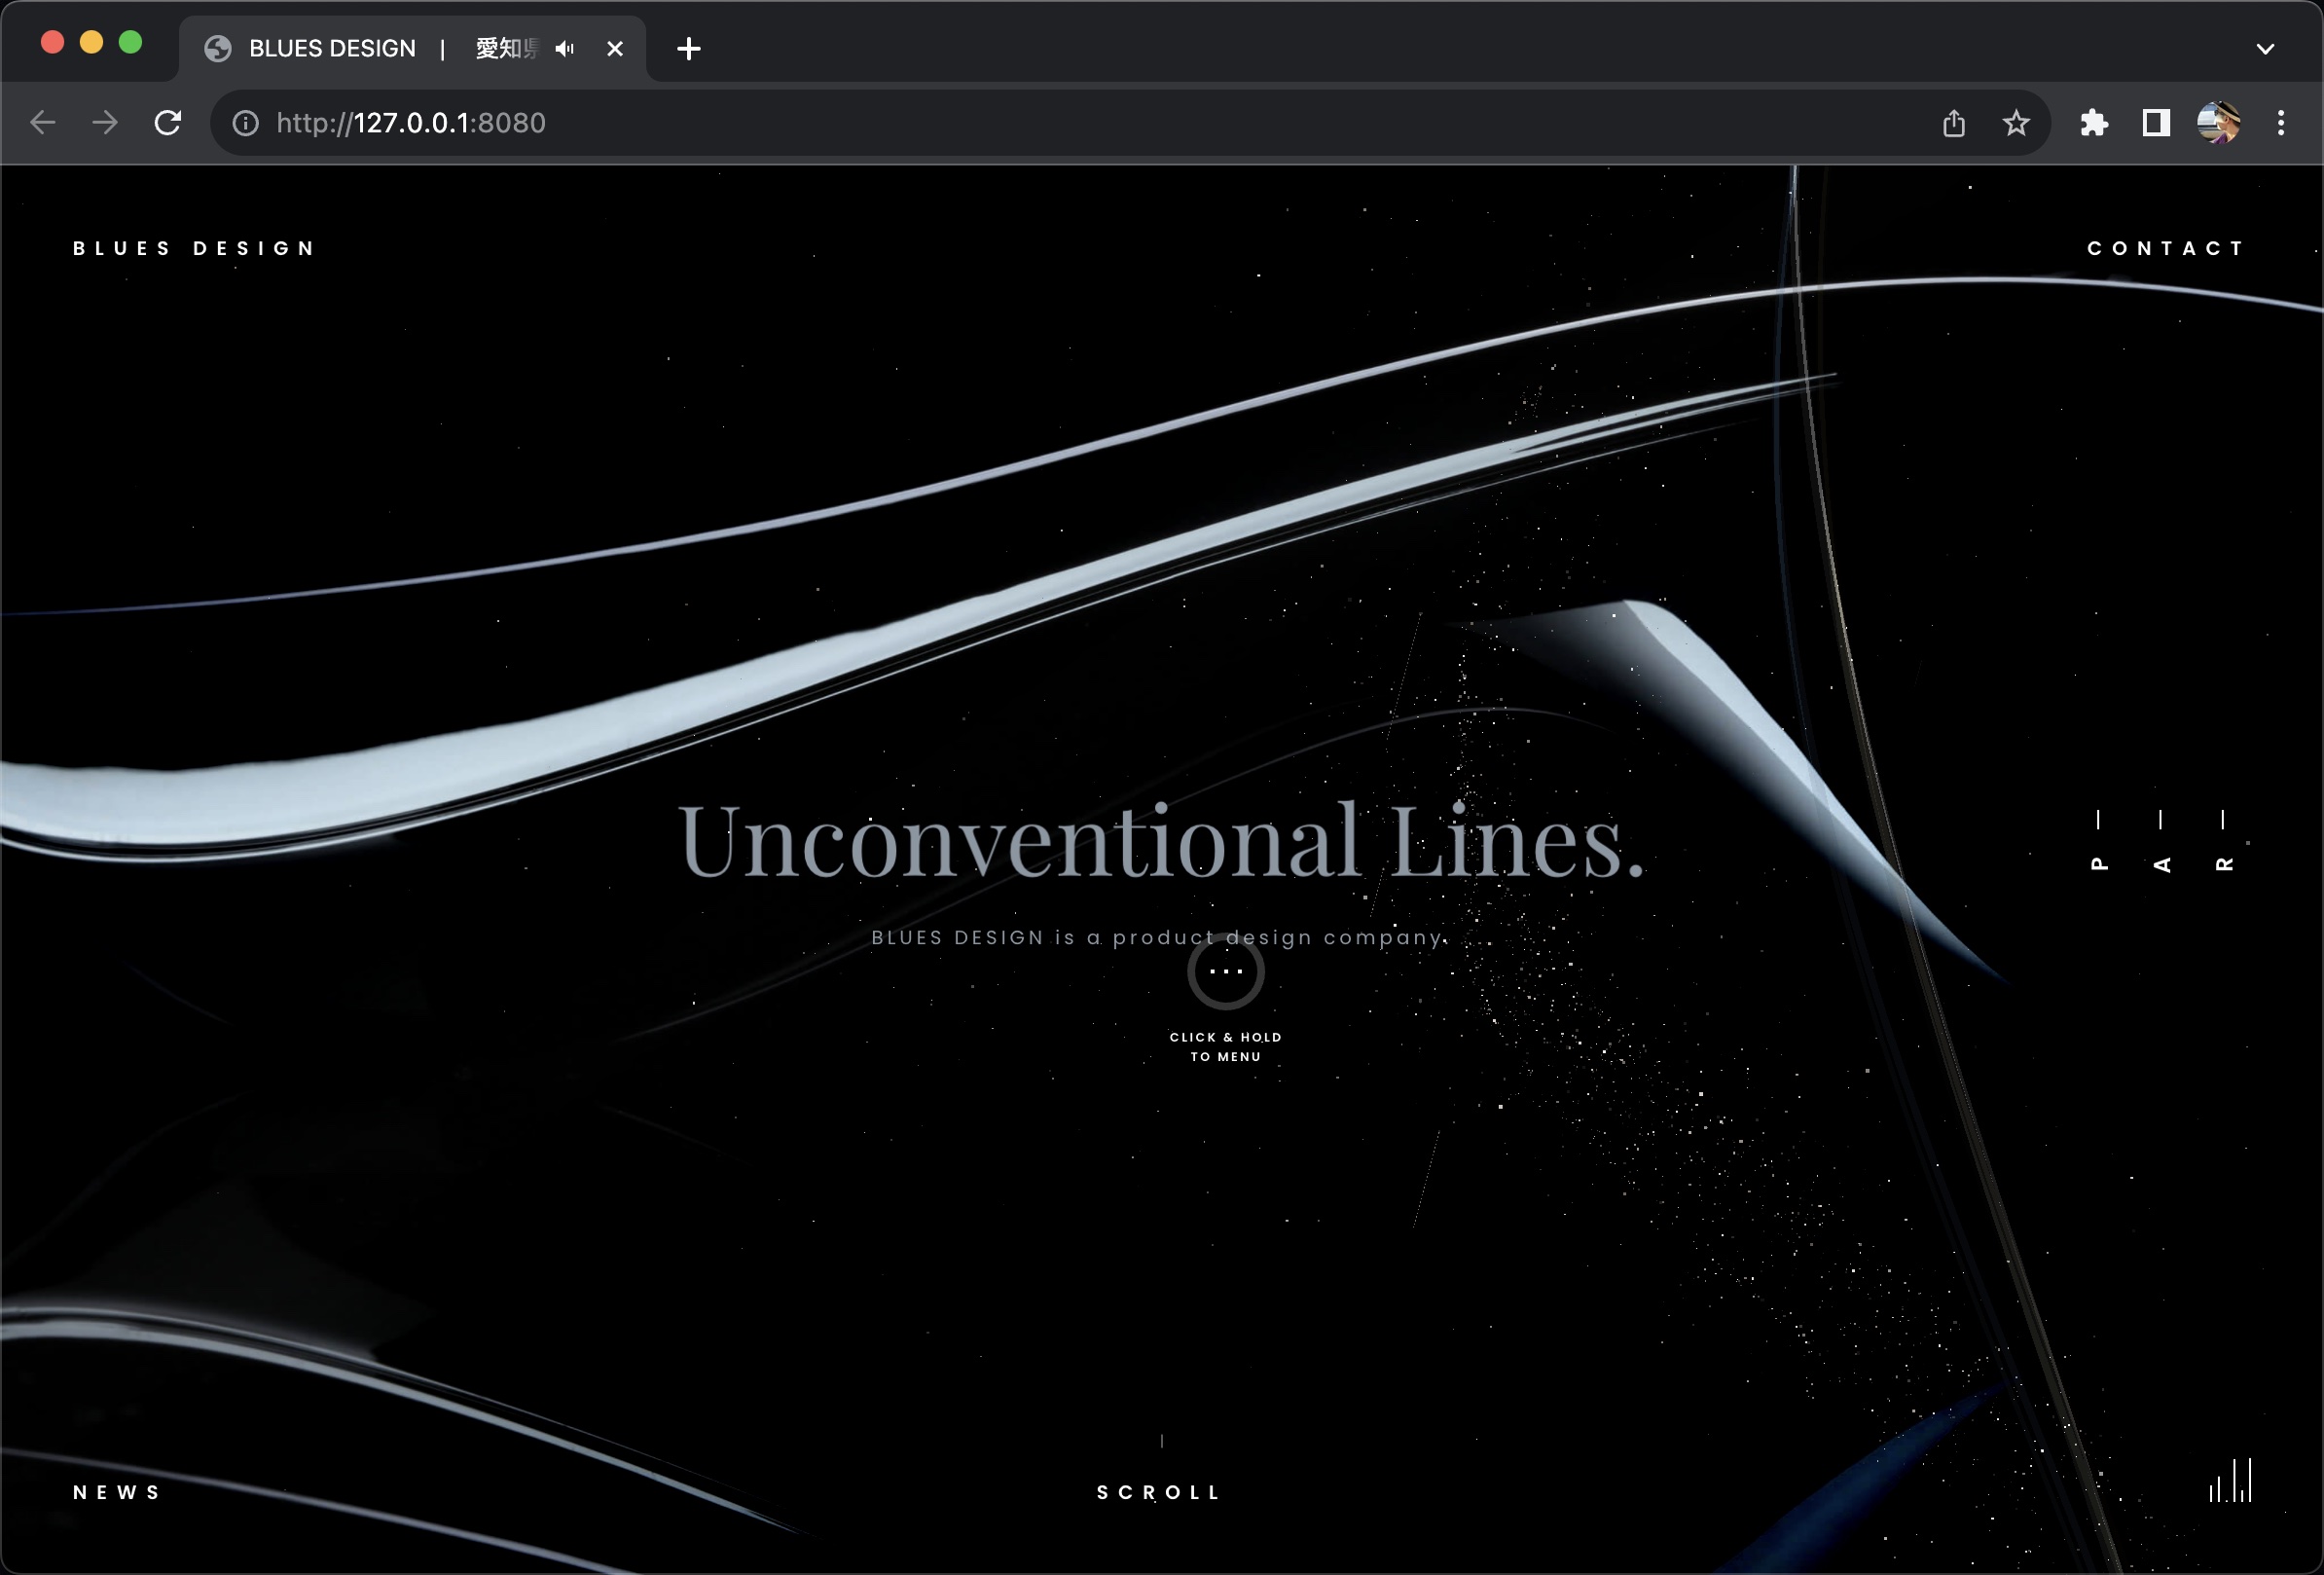 BLUES DESIGN | 愛知県
http://127.0.0.1:8080
BLUES DESIGN
CONTACT
Unconventional Lines.
BLUES DESIGN is a product design company.
CLICK & HOLD
TO MENU
P
A
R
NEWS
SCROLL